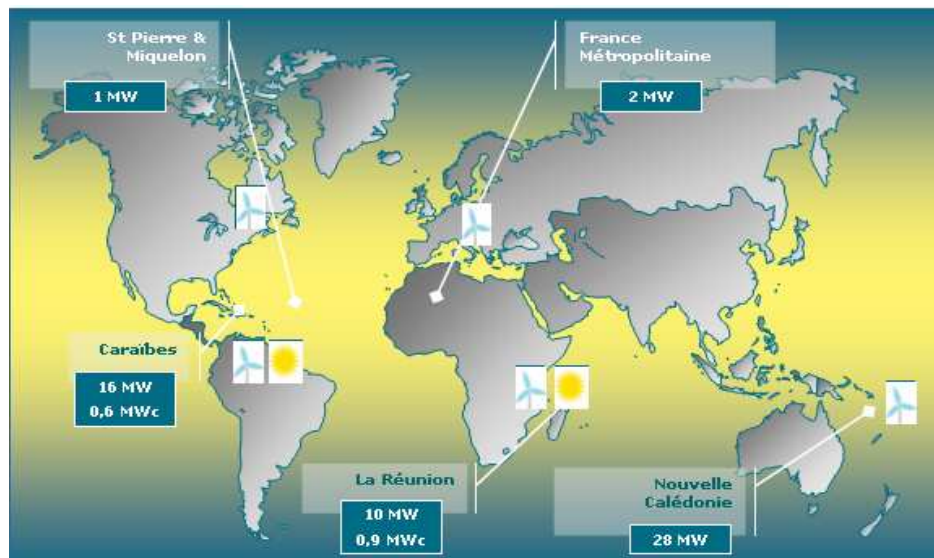 St Pierre &
Miquelon
1 MW
France
Métropolitaine
2 MW
Caraïbes
16 MW
0,6 MWc
La Réunion
10 MW
0,9 MWc
Nouvelle
Calédonie
28 MW